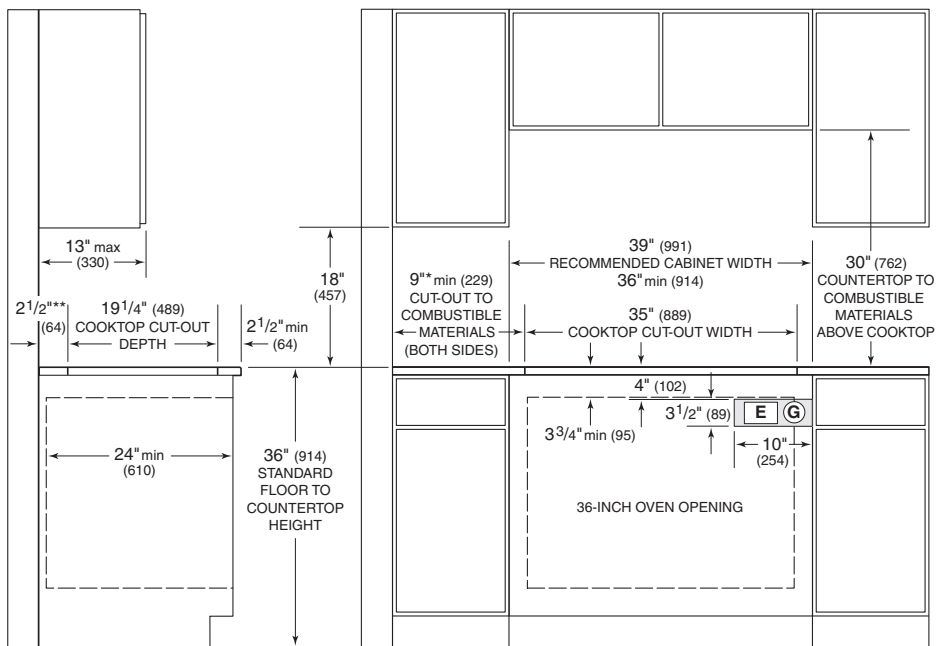 13" max
(330)
2 1/2"**
(64)
19 1/4" (489)
COOKTOP CUT-OUT
DEPTH
2 1/2" min
(64)
18"
(457)
9"* min (229)
CUT-OUT TO
COMBUSTIBLE
MATERIALS
(BOTH SIDES)
39" (991)
RECOMMENDED CABINET WIDTH
36" min (914)
35" (889)
COOKTOP CUT-OUT WIDTH
30" (762)
COUNTERTOP TO
COMBUSTIBLE
MATERIALS
ABOVE COOKTOP
24" min
(610)
36" (914)
STANDARD
FLOOR TO
COUNTERTOP
HEIGHT
4" (102)
3 1/2" (89)
E G
3 3/4" min (95)
10"
(254)
36-INCH OVEN OPENING